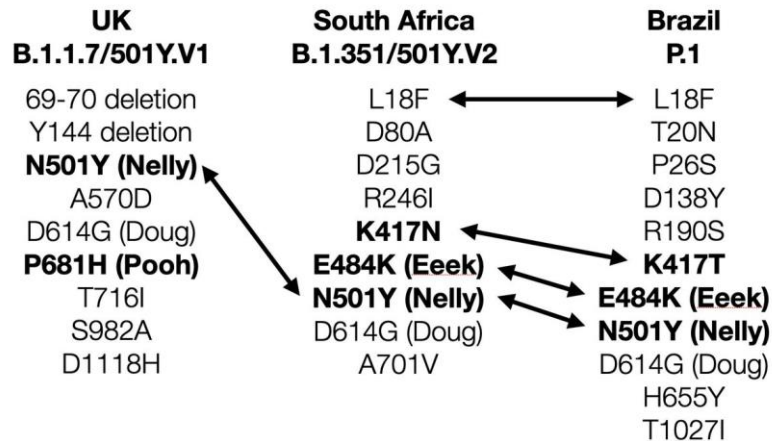 UK
B.1.1.7/501Y.V1
69-70 deletion
Y144 deletion
N501Y (Nelly)
A570D
D614G (Doug)
P681H (Pooh)
T716I
S982A
D1118H
South Africa
B.1.351/501Y.V2
L18F
D80A
D215G
R246I
K417N
E484K (Eeek)
N501Y (Nelly)
D614G (Doug)
A701V
Brazil
P.1
L18F
T20N
P26S
D138Y
R190S
K417T
E484K (Eeek)
N501Y (Nelly)
D614G (Doug)
H655Y
T1027I